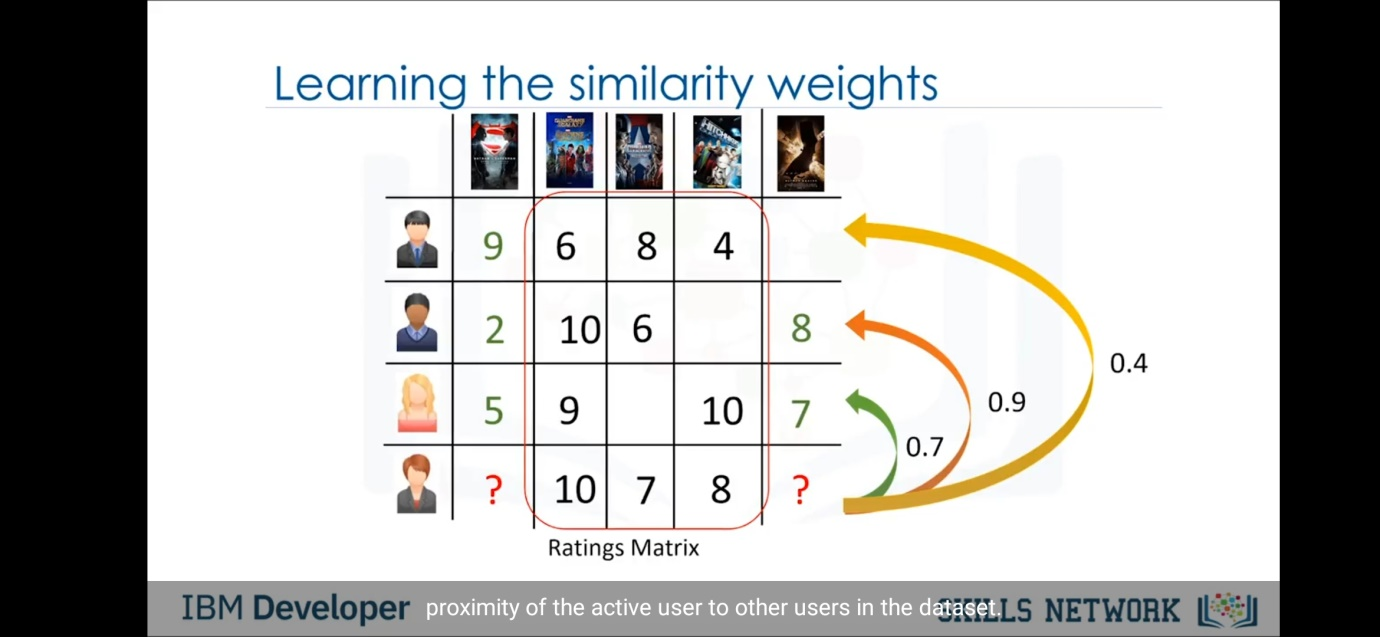 Learning the similarity weights
9 6 8 4
2 10 6 8
5 9 10 7
? 10 7 8 ?
0.4
0.9
0.7
Ratings Matrix
IBM Developer
proximity of the active user to other users in the dataset.
SKILLS NETWORK